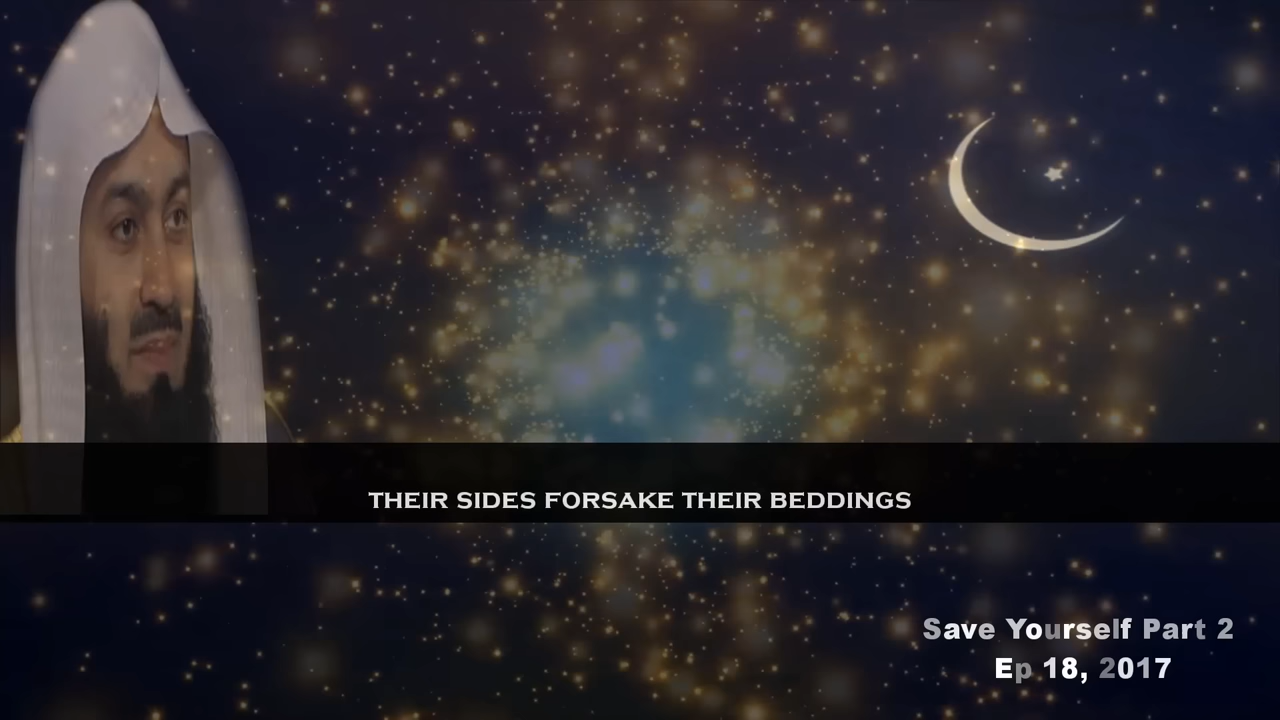 THEIR SIDES FORSAKE THEIR BEDDINGS
Save Yourself Part 2
Ep 18, 2017